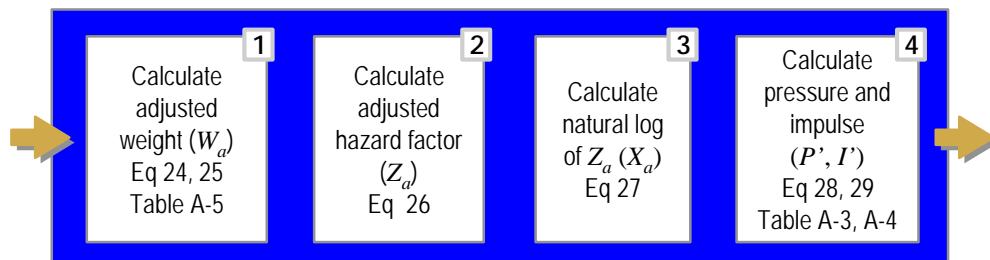 1
Calculate
adjusted
weight (Wₐ)
Eq 24, 25
Table A-5
2
Calculate
adjusted
hazard factor
(Zₐ)
Eq 26
3
Calculate
natural log
of Zₐ (Xₐ)
Eq 27
4
Calculate
pressure and
impulse
(P’, I’)
Eq 28, 29
Table A-3, A-4